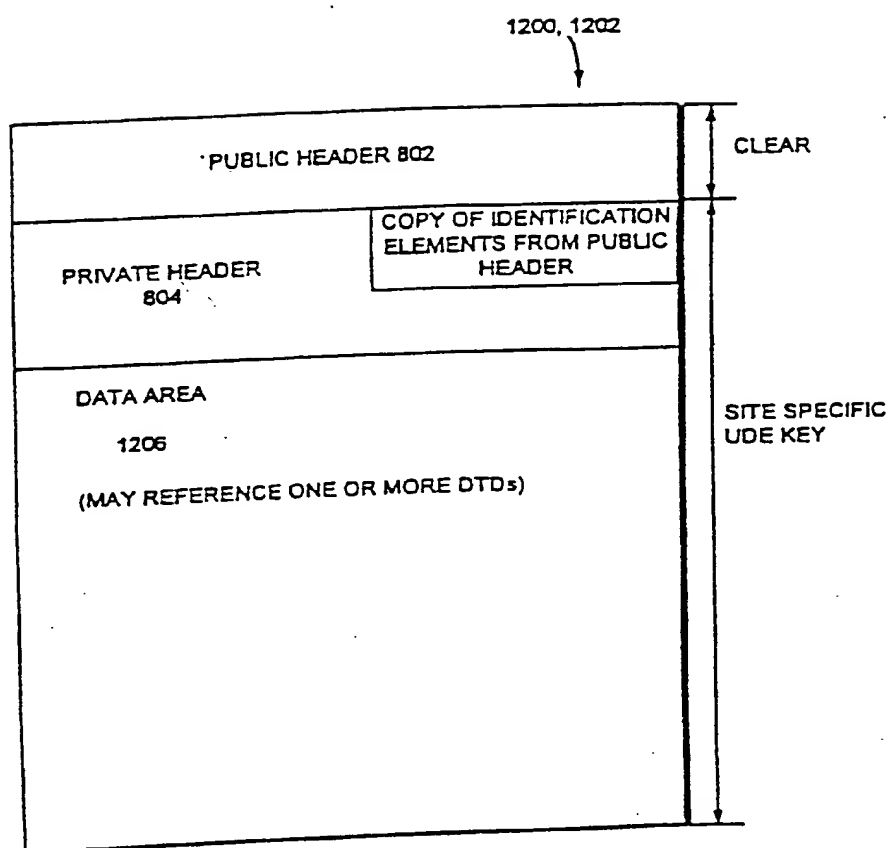 1200, 1202
PUBLIC HEADER 802
CLEAR
COPY OF IDENTIFICATION
ELEMENTS FROM PUBLIC
HEADER
PRIVATE HEADER
804
DATA AREA
1206
(MAY REFERENCE ONE OR MORE DTDs)
SITE SPECIFIC
UDE KEY